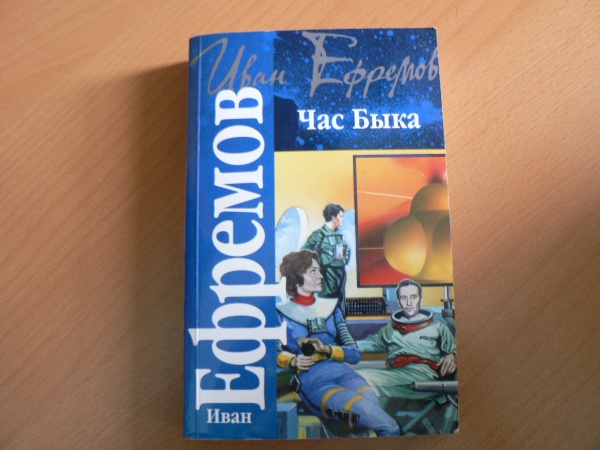 Иван Ефремов
Час Быка
Ефремов
Иван